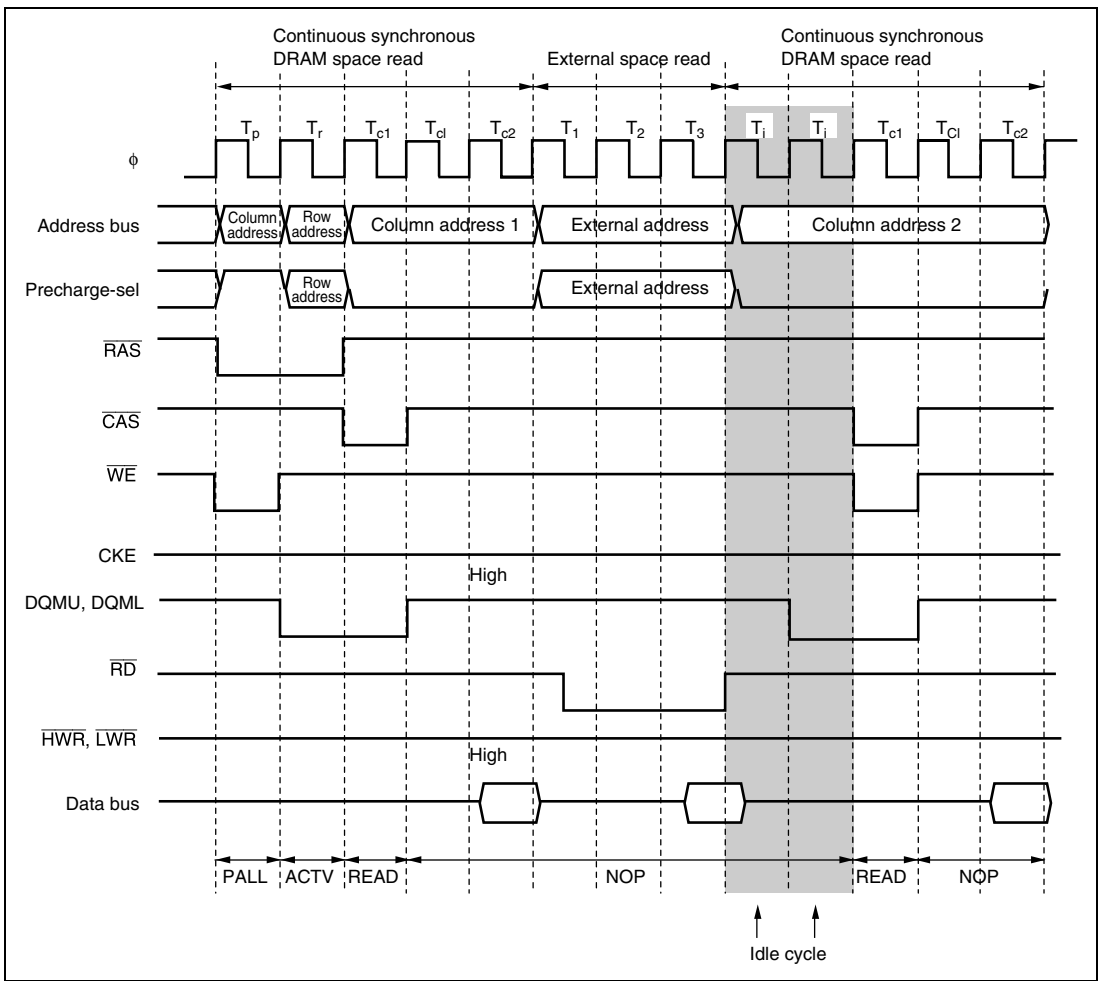 Continuous synchronous
DRAM space read
External space read
Continuous synchronous
DRAM space read
Tp Tr Tc1 Tcl Tc2 T1 T2 T3 Ti Ti Tc1 TCl Tc2
ϕ
Address bus
Column
address
Row
address
Column address 1
External address
Column address 2
Precharge-sel
Row
address
External address
RAS
CAS
WE
CKE
High
DQMU, DQML
RD
HWR, LWR
High
Data bus
PALL ACTV READ NOP READ NOP
Idle cycle